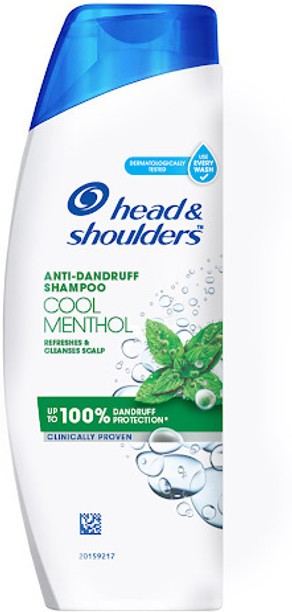 DERMATOLOGICALLY
TESTED
USE
EVERY
WASH
head &
shoulders™
ANTI-DANDRUFF
SHAMPOO
COOL
MENTHOL
REFRESHES &
CLEANSES SCALP
UP TO 100% DANDRUFF PROTECTION*
CLINICALLY PROVEN
20159217